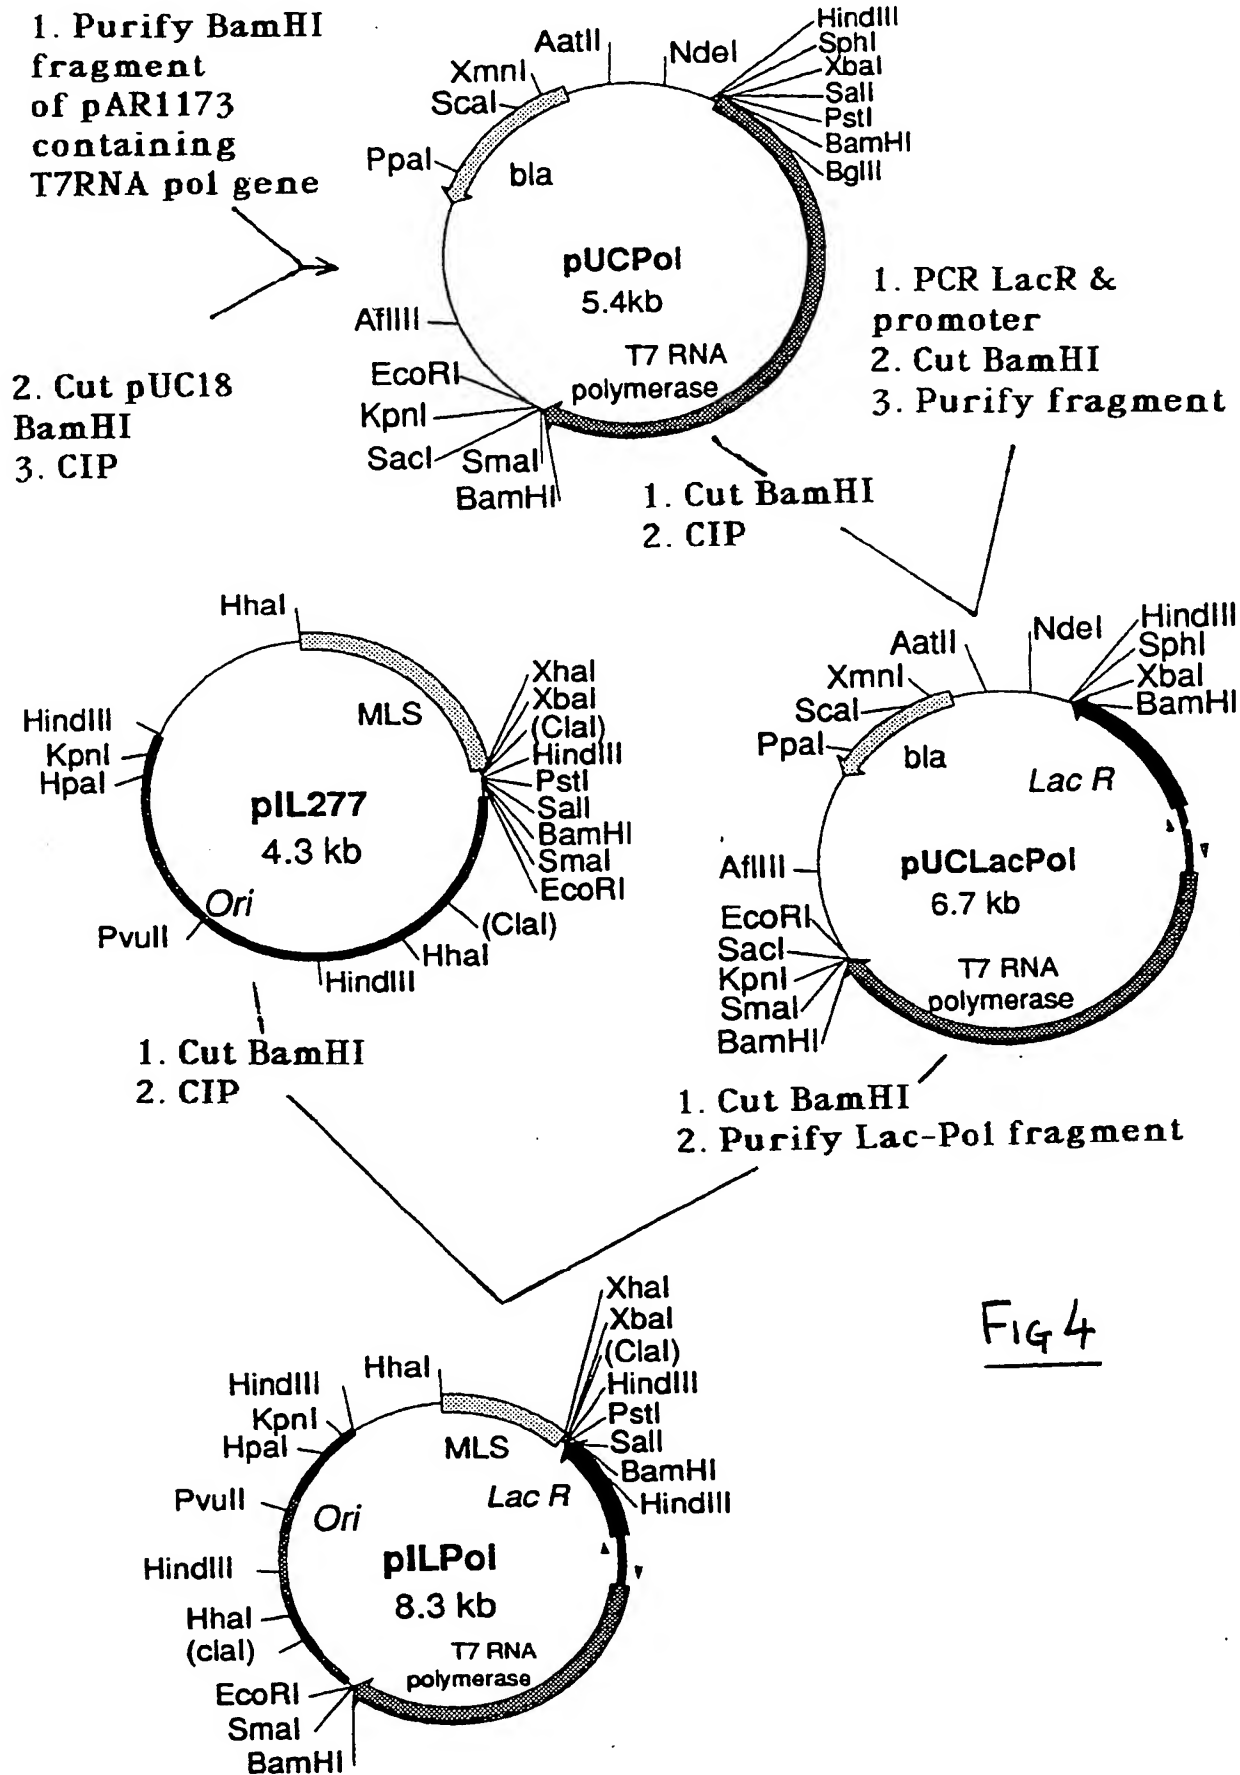 1. Purify BamHI
fragment
of pAR1173
containing
T7RNA pol gene
2. Cut pUC18
BamHI
3. CIP
AatII
NdeI
XmnI
ScaI
PpaI
bla
HindIII
SphI
XbaI
SalI
PstI
BamHI
BglII
pUCPol
5.4kb
T7 RNA
polymerase
AflIII
EcoRI
KpnI
SacI
SmaI
BamHI
1. PCR LacR &
promoter
2. Cut BamHI
3. Purify fragment
1. Cut BamHI
2. CIP
HhaI
MLS
XhaI
XbaI
(ClaI)
HindIII
PstI
SalI
BamHI
SmaI
EcoRI
(ClaI)
HhaI
HindIII
HindIII
KpnI
HpaI
pIL277
4.3 kb
Ori
PvuII
1. Cut BamHI
2. CIP
AatII
NdeI
XmnI
ScaI
PpaI
bla
HindIII
SphI
XbaI
BamHI
Lac R
pUCLacPol
6.7 kb
T7 RNA
polymerase
AflIII
EcoRI
SacI
KpnI
SmaI
BamHI
1. Cut BamHI
2. Purify Lac-Pol fragment
XhaI
XbaI
(ClaI)
HindIII
PstI
SalI
BamHI
HindIII
HhaI
MLS
Lac R
HindIII
KpnI
HpaI
PvuII
Ori
HindIII
HhaI
(claI)
pILPol
8.3 kb
T7 RNA
polymerase
EcoRI
SmaI
BamHI
FIG 4